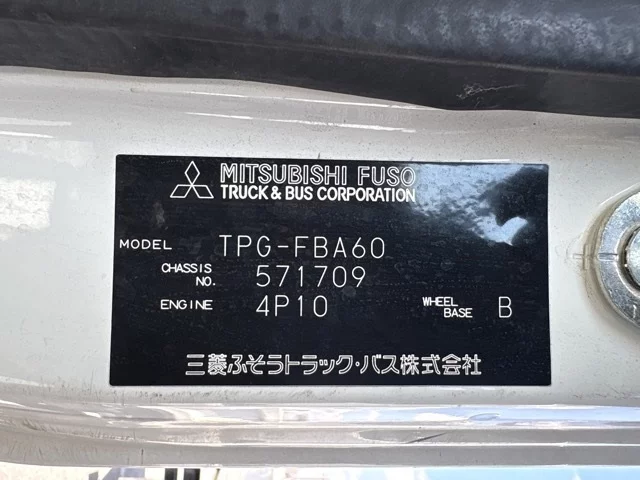 MITSUBISHI FUSO
TRUCK & BUS CORPORATION
MODEL TPG-FBA60
CHASSIS NO. 571709
ENGINE 4P10 WHEEL BASE B
三菱ふそうトラック・バス株式会社